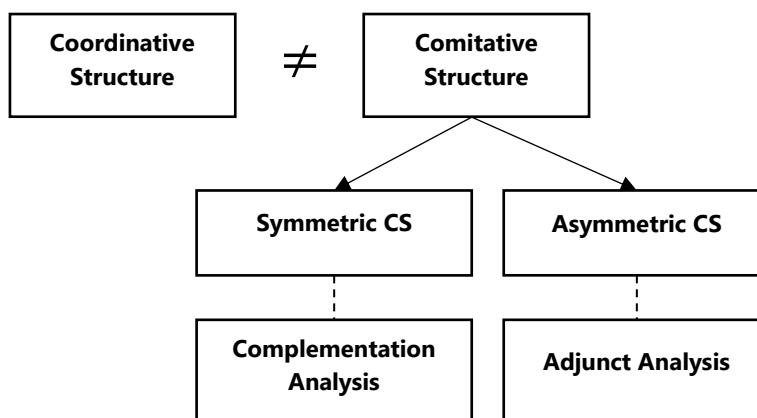 Coordinative
Structure
≠
Comitative
Structure
Symmetric CS
Asymmetric CS
Complementation
Analysis
Adjunct Analysis